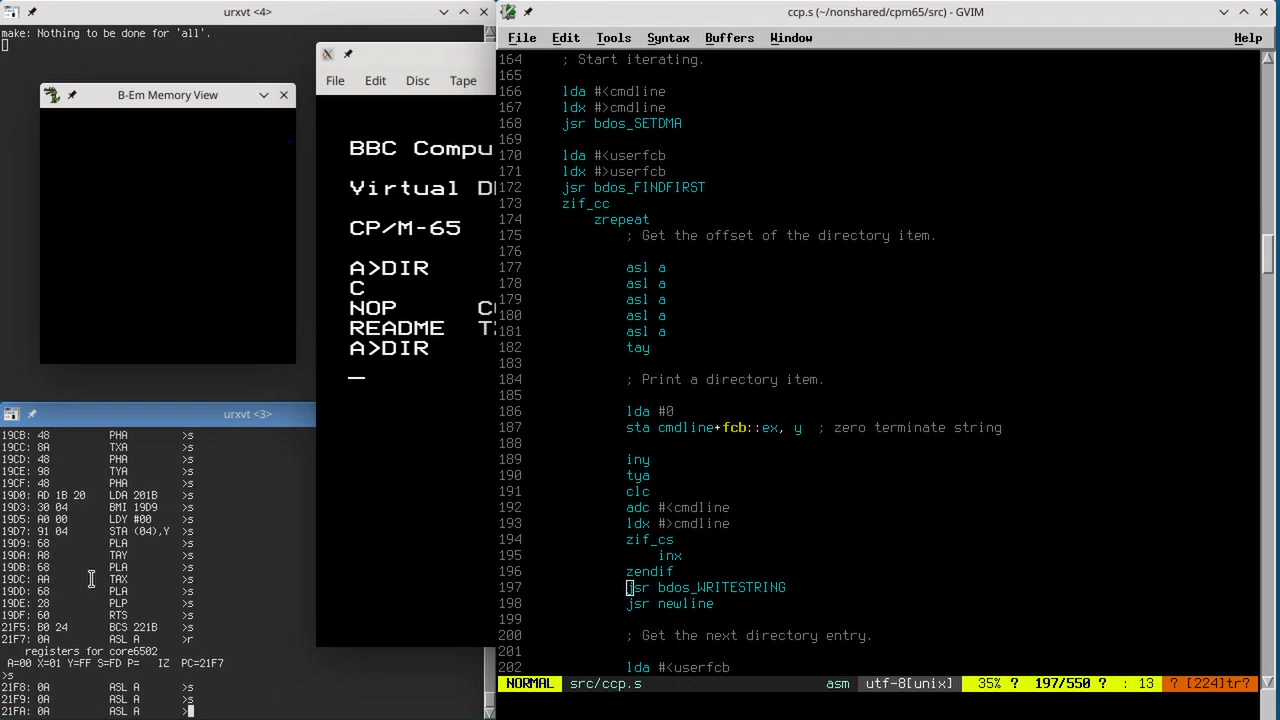 urxvt <4>
make: Nothing to be done for 'all'.
B-Em Memory View
File Edit Disc Tape
BBC Compu
Virtual D
CP/M-65
A>DIR
C
NOP C
README T
A>DIR
urxvt <3>
19CB: 48 PHA >s
19CC: 8A TXA >s
19CD: 48 PHA >s
19CE: 98 TYA >s
19CF: 48 PHA >s
19D0: AD 1B 20 LDA 201B >s
19D3: 30 04 BMI 19D9 >s
19D5: A0 00 LDY #00 >s
19D7: 91 04 STA (04),Y >s
19D9: 68 PLA >s
19DA: A8 TAY >s
19DB: 68 PLA >s
19DC: AA TAX >s
19DD: 68 PLA >s
19DE: 28 PLP >s
19DF: 60 RTS >s
21F5: B0 24 BCS 221B >s
21F7: 0A ASL A >r
registers for core6502
A=00 X=01 Y=FF S=FD P= IZ PC=21F7
>s
21F8: 0A ASL A >s
21F9: 0A ASL A >s
21FA: 0A ASL A >
ccp.s (~/nonshared/cpm65/src) - GVIM
File Edit Tools Syntax Buffers Window Help
164 ; Start iterating.
165
166 lda #<cmdline
167 ldx #>cmdline
168 jsr bdos_SETDMA
169
170 lda #<userfcb
171 ldx #>userfcb
172 jsr bdos_FINDFIRST
173 zif_cc
174 zrepeat
175 ; Get the offset of the directory item.
176
177 asl a
178 asl a
179 asl a
180 asl a
181 asl a
182 tay
183
184 ; Print a directory item.
185
186 lda #0
187 sta cmdline+fcb::ex, y ; zero terminate string
188
189 iny
190 tya
191 clc
192 adc #<cmdline
193 ldx #>cmdline
194 zif_cs
195 inx
196 zendif
197 jsr bdos_WRITESTRING
198 jsr newline
199
200 ; Get the next directory entry.
201
202 lda #<userfcb
NORMAL src/ccp.s asm utf-8[unix] 35% ? 197/550 ? : 13 ? [224]tr?